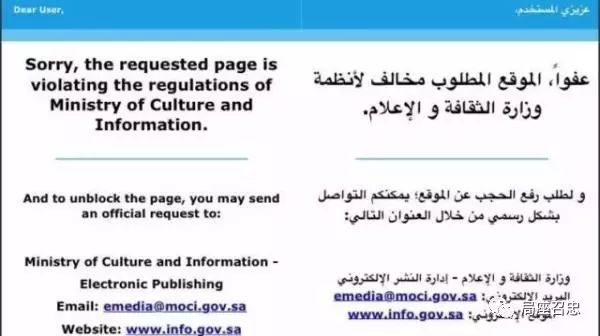 Dear User,
عزيزي المستخدم،
Sorry, the requested page is
violating the regulations of
Ministry of Culture and
Information.
And to unblock the page, you may send
an official request to:
Ministry of Culture and Information -
Electronic Publishing
Email: emedia@moci.gov.sa
Website: www.info.gov.sa
عفواً، الموقع المطلوب مخالف لأنظمة
وزارة الثقافة و الإعلام.
و لطلب رفع الحجب عن الموقع؛ يمكنكم التواصل
بشكل رسمي من خلال العنوان التالي:
وزارة الثقافة و الإعلام - إدارة النشر الإلكتروني
البريد الإلكتروني: emedia@moci.gov.sa
الموقع الإلكتروني: www.info.gov.sa
局座召忠